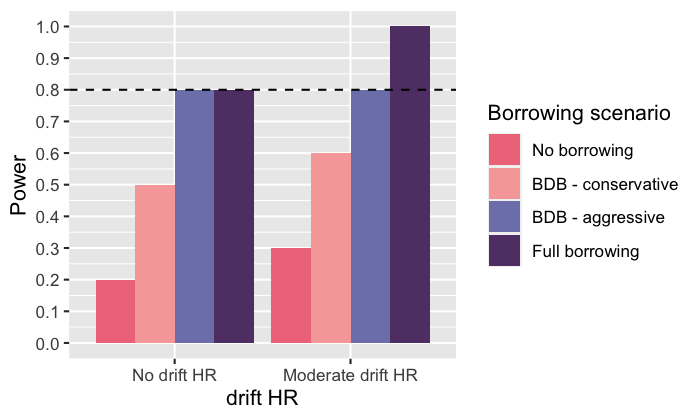 Power
1.0
0.9
0.8
0.7
0.6
0.5
0.4
0.3
0.2
0.1
0.0
No drift HR
Moderate drift HR
drift HR
Borrowing scenario
No borrowing
BDB - conservative
BDB - aggressive
Full borrowing